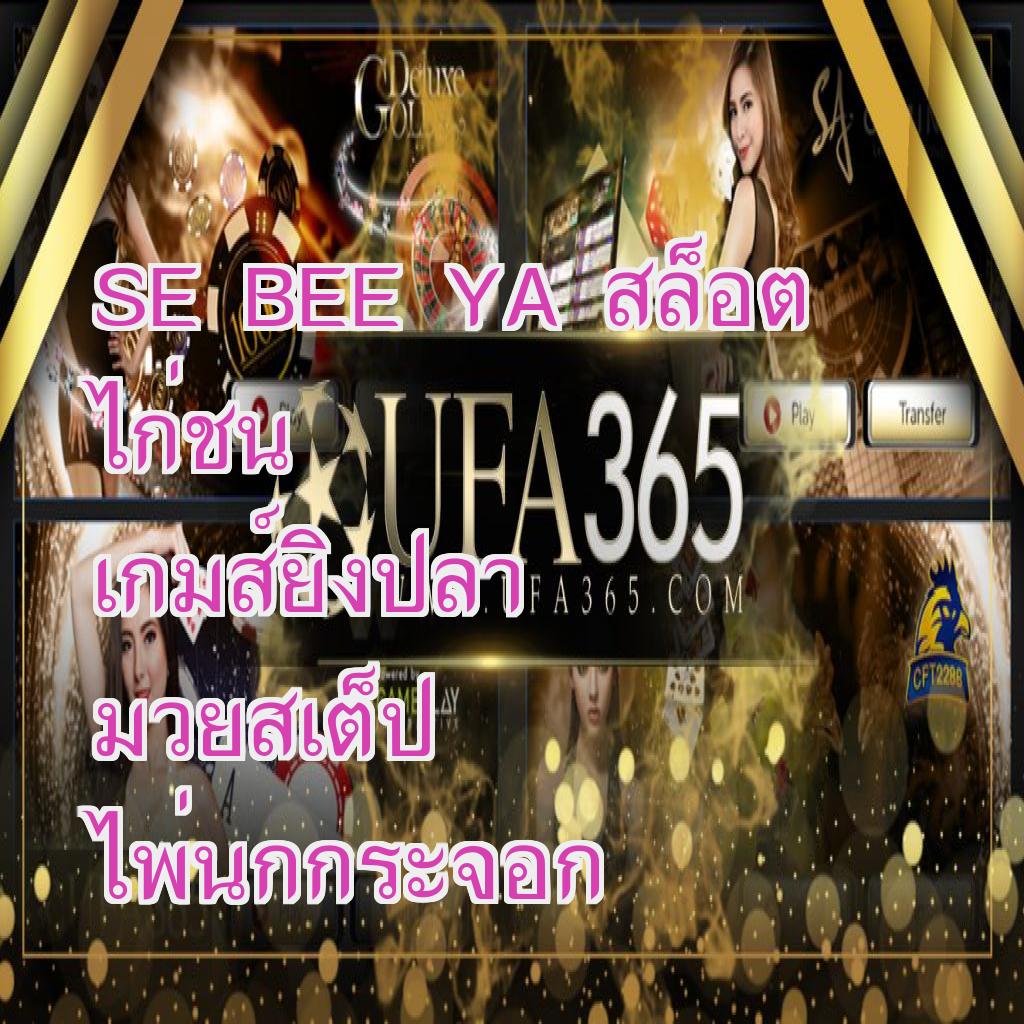 Deluxe
GOLD
SA
SE BEE YA สล็อต
ไก่ชน
Play
Transfer
UFA365
เกมส์ยิงปลา
.UFA365.COM
CFT2288
มวยสเต็ป
ไพ่นกกระจอก